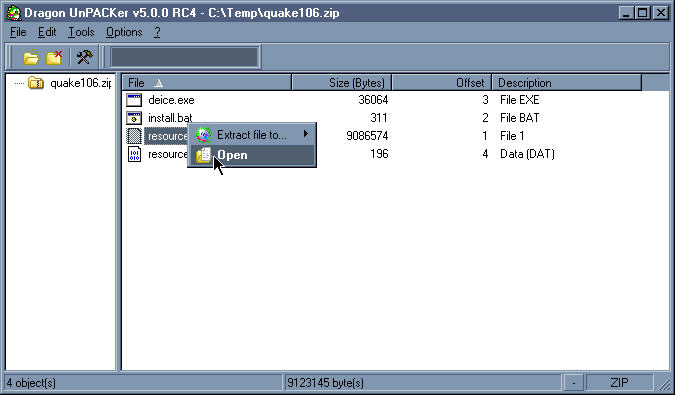 Dragon UnPACKer v5.0.0 RC4 - C:\Temp\quake106.zip
File Edit Tools Options ?
quake106.zip
File Size (Bytes) Offset Description
deice.exe 36064 3 File EXE
install.bat 311 2 File BAT
resource 9086574 1 File 1
Extract file to...
resource 196 4 Data (DAT)
Open
4 object(s) 9123145 byte(s) - ZIP